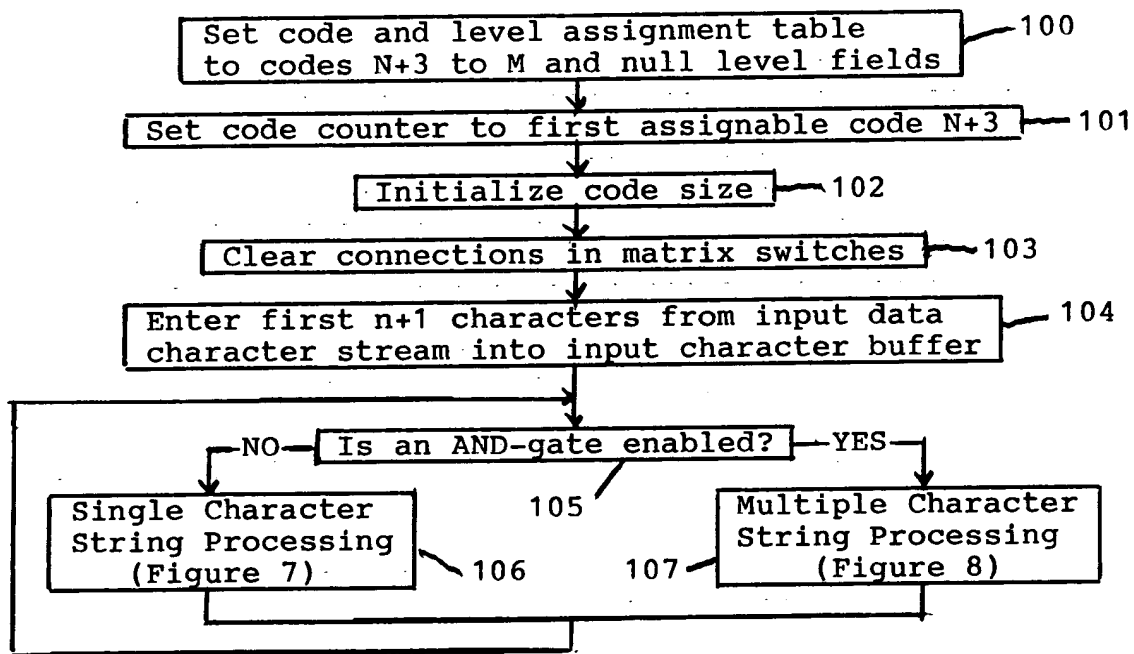 Set code and level assignment table
to codes N+3 to M and null level fields
100
Set code counter to first assignable code N+3
101
Initialize code size
102
Clear connections in matrix switches
103
Enter first n+1 characters from input data
character stream into input character buffer
104
NO
Is an AND-gate enabled?
YES
105
Single Character
String Processing
(Figure 7)
106
107
Multiple Character
String Processing
(Figure 8)